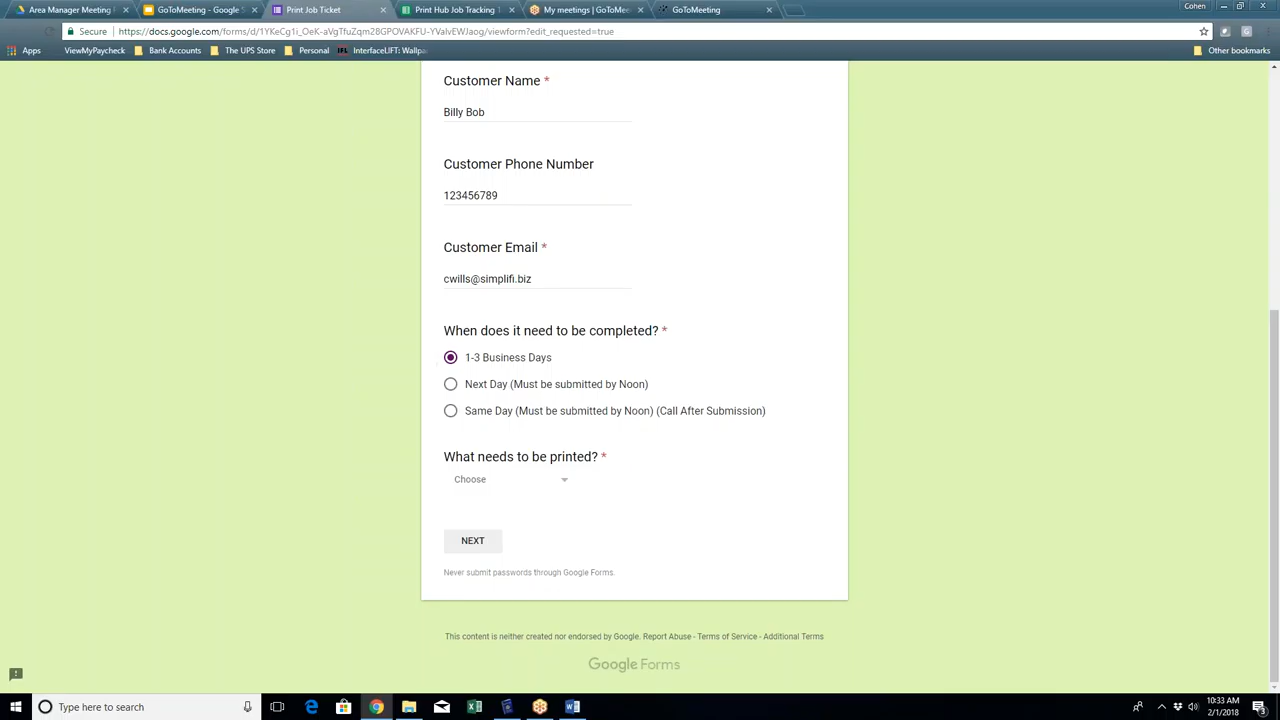 Area Manager Meeting
GoToMeeting - Google S
Print Job Ticket
Print Hub Job Tracking T
My meetings | GoToMee
GoToMeeting
Cohen
Secure
https://docs.google.com/forms/d/1YKeCg1i_OeK-aVgTfuZqm28GPOVAKFU-YValvEWJaog/viewform?edit_requested=true
Apps
ViewMyPaycheck
Bank Accounts
The UPS Store
Personal
InterfaceLIFT: Wallpa
Other bookmarks
Customer Name *
Billy Bob
Customer Phone Number
123456789
Customer Email *
cwills@simplifi.biz
When does it need to be completed? *
1-3 Business Days
Next Day (Must be submitted by Noon)
Same Day (Must be submitted by Noon) (Call After Submission)
What needs to be printed? *
Choose
NEXT
Never submit passwords through Google Forms.
This content is neither created nor endorsed by Google. Report Abuse - Terms of Service - Additional Terms
Google Forms
Type here to search
10:33 AM
2/1/2018
3